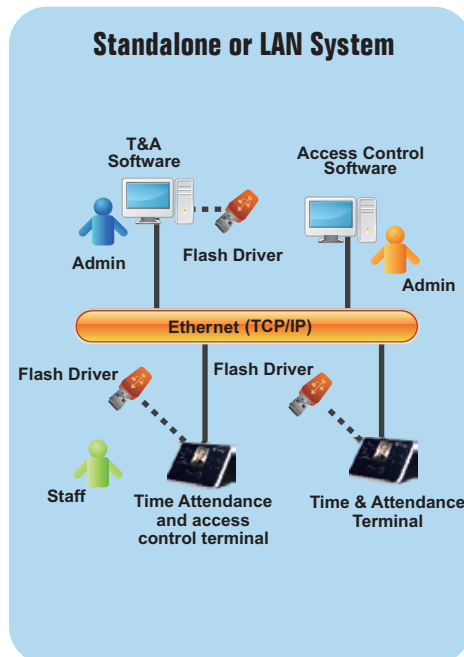 Standalone or LAN System
T&A
Software
Access Control
Software
Admin
Flash Driver
Admin
Ethernet (TCP/IP)
Flash Driver
Flash Driver
Staff
Time Attendance
and access
control terminal
Time & Attendance
Terminal